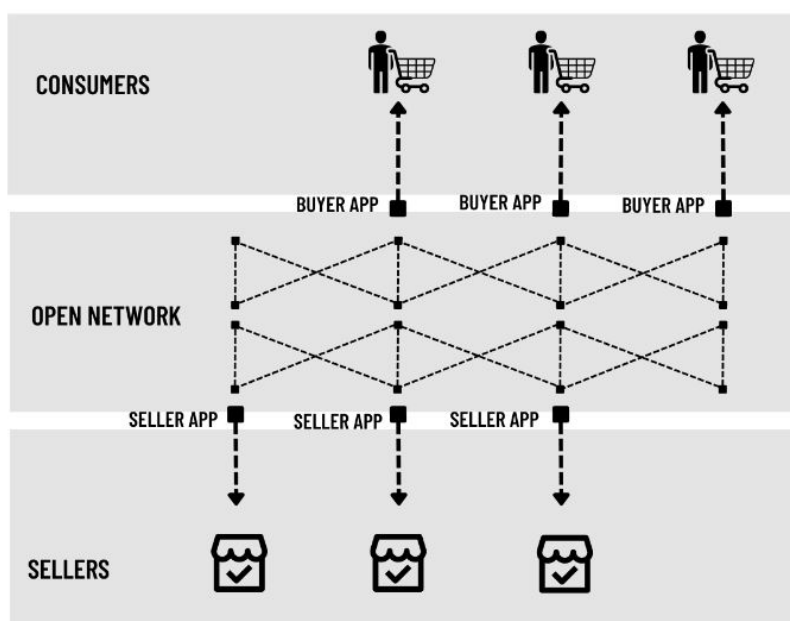 CONSUMERS
BUYER APP
BUYER APP
BUYER APP
OPEN NETWORK
SELLER APP
SELLER APP
SELLER APP
SELLERS